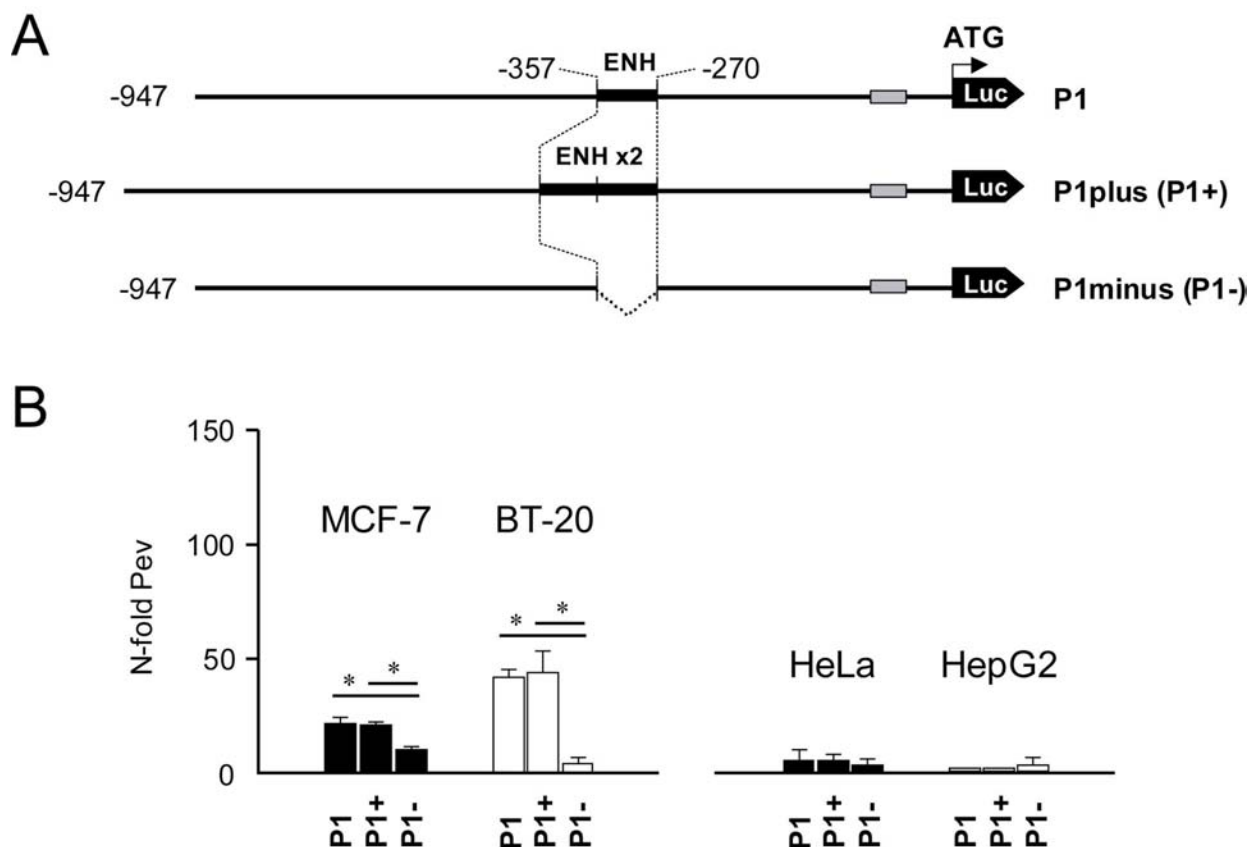 A
ATG
-357 ENH -270
-947 Luc P1
ENH x2
-947 Luc P1plus (P1+)
-947 Luc P1minus (P1-)
B
N-fold Pev
150
100
50
0
MCF-7 BT-20
* * * *
HeLa HepG2
P1 P1+ P1- P1 P1+ P1- P1 P1+ P1- P1 P1+ P1-